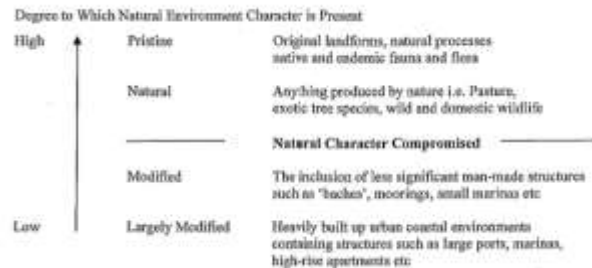 Degree to Which Natural Environment Character is Present
High Pristine Original landforms, natural processes
native and endemic fauna and flora
Natural Anything produced by nature i.e. Pasture,
exotic tree species, wild and domestic wildlife
Natural Character Compromised
Modified The inclusion of less significant man-made structures
such as 'baches', moorings, small marinas etc
Low Largely Modified Heavily built up urban coastal environments
containing structures such as large ports, marinas,
high-rise apartments etc